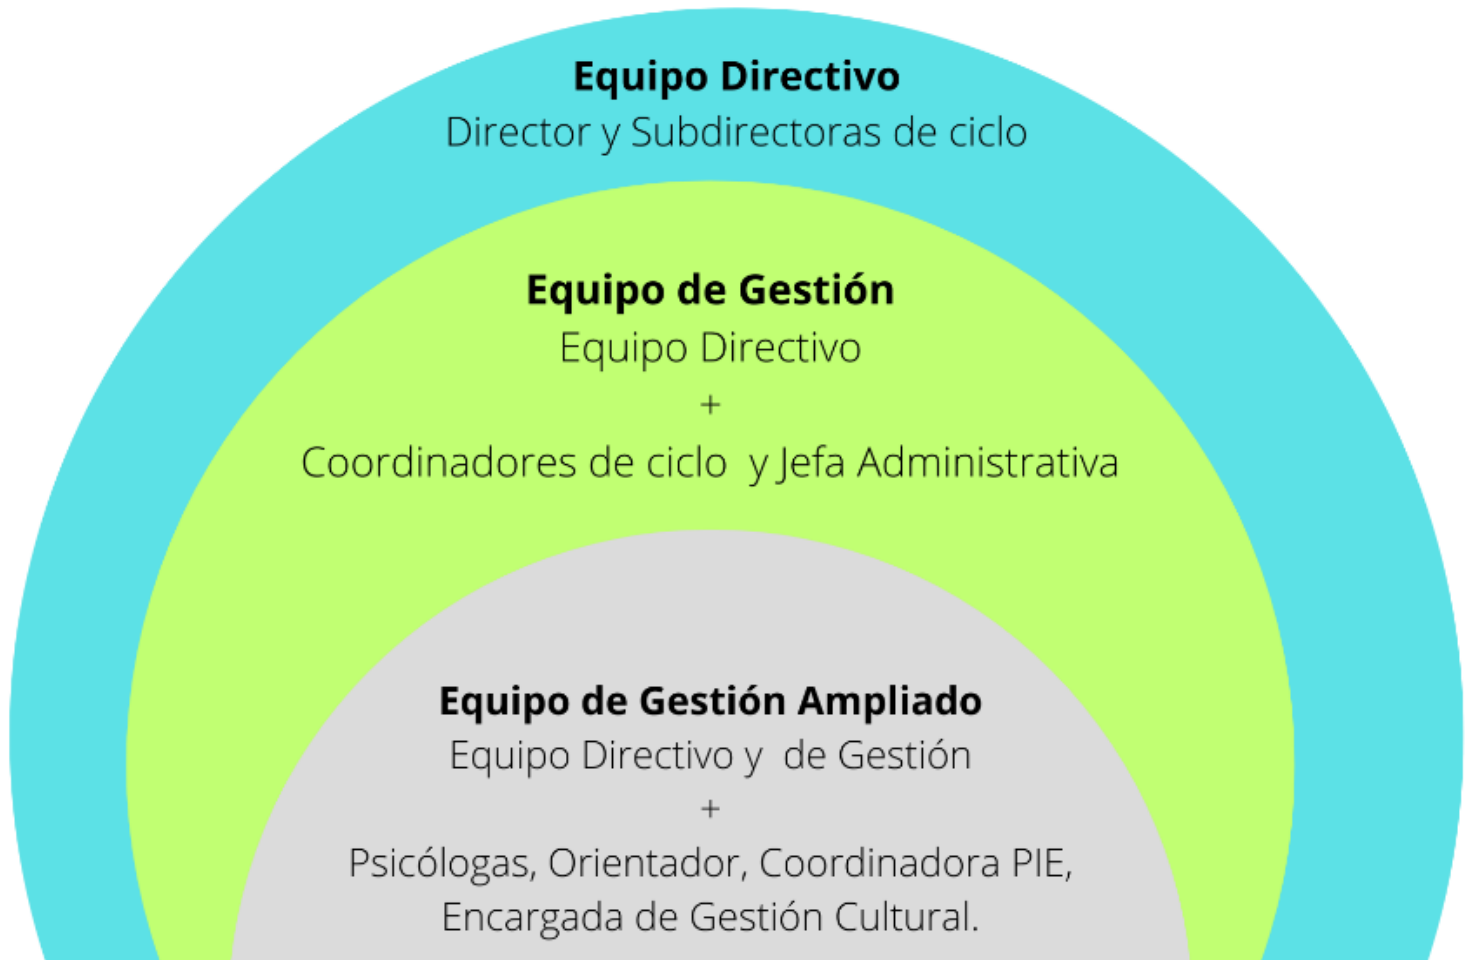 Equipo Directivo
Director y Subdirectoras de ciclo
Equipo de Gestión
Equipo Directivo
+
Coordinadores de ciclo y Jefa Administrativa
Equipo de Gestión Ampliado
Equipo Directivo y de Gestión
+
Psicólogas, Orientador, Coordinadora PIE,
Encargada de Gestión Cultural.